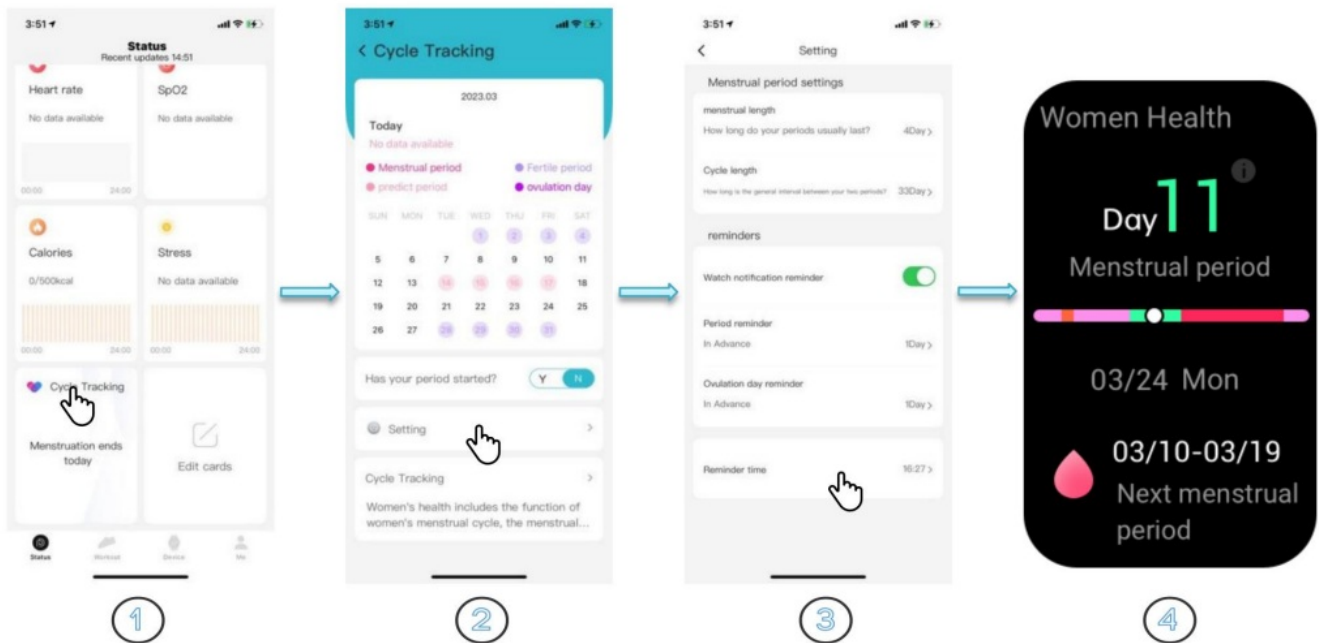 3:51
Status
Recent updates 14:51
Heart rate
No data available
00:00 24:00
SpO2
No data available
Calories
0/500kcal
00:00 24:00
Stress
No data available
00:00 24:00
Cycle Tracking
Menstruation ends
today
Edit cards
Status Workout Device Me
1
3:51
< Cycle Tracking
2023.03
Today
No data available
Menstrual period Fertile period
predict period ovulation day
SUN MON TUE WED THU FRI SAT
1 2 3 4
5 6 7 8 9 10 11
12 13 14 15 16 17 18
19 20 21 22 23 24 25
26 27 28 29 30 31
Has your period started? Y N
Setting >
Cycle Tracking >
Women's health includes the function of
women's menstrual cycle, the menstrual...
2
3:51
< Setting
Menstrual period settings
menstrual length
How long do your periods usually last? 4Day >
Cycle length
How long is the general interval between your two periods? 33Day >
reminders
Watch notification reminder
Period reminder
In Advance 1Day >
Ovulation day reminder
In Advance 1Day >
Reminder time 16:27 >
3
Women Health
i
Day 11
Menstrual period
03/24 Mon
03/10-03/19
Next menstrual
period
4